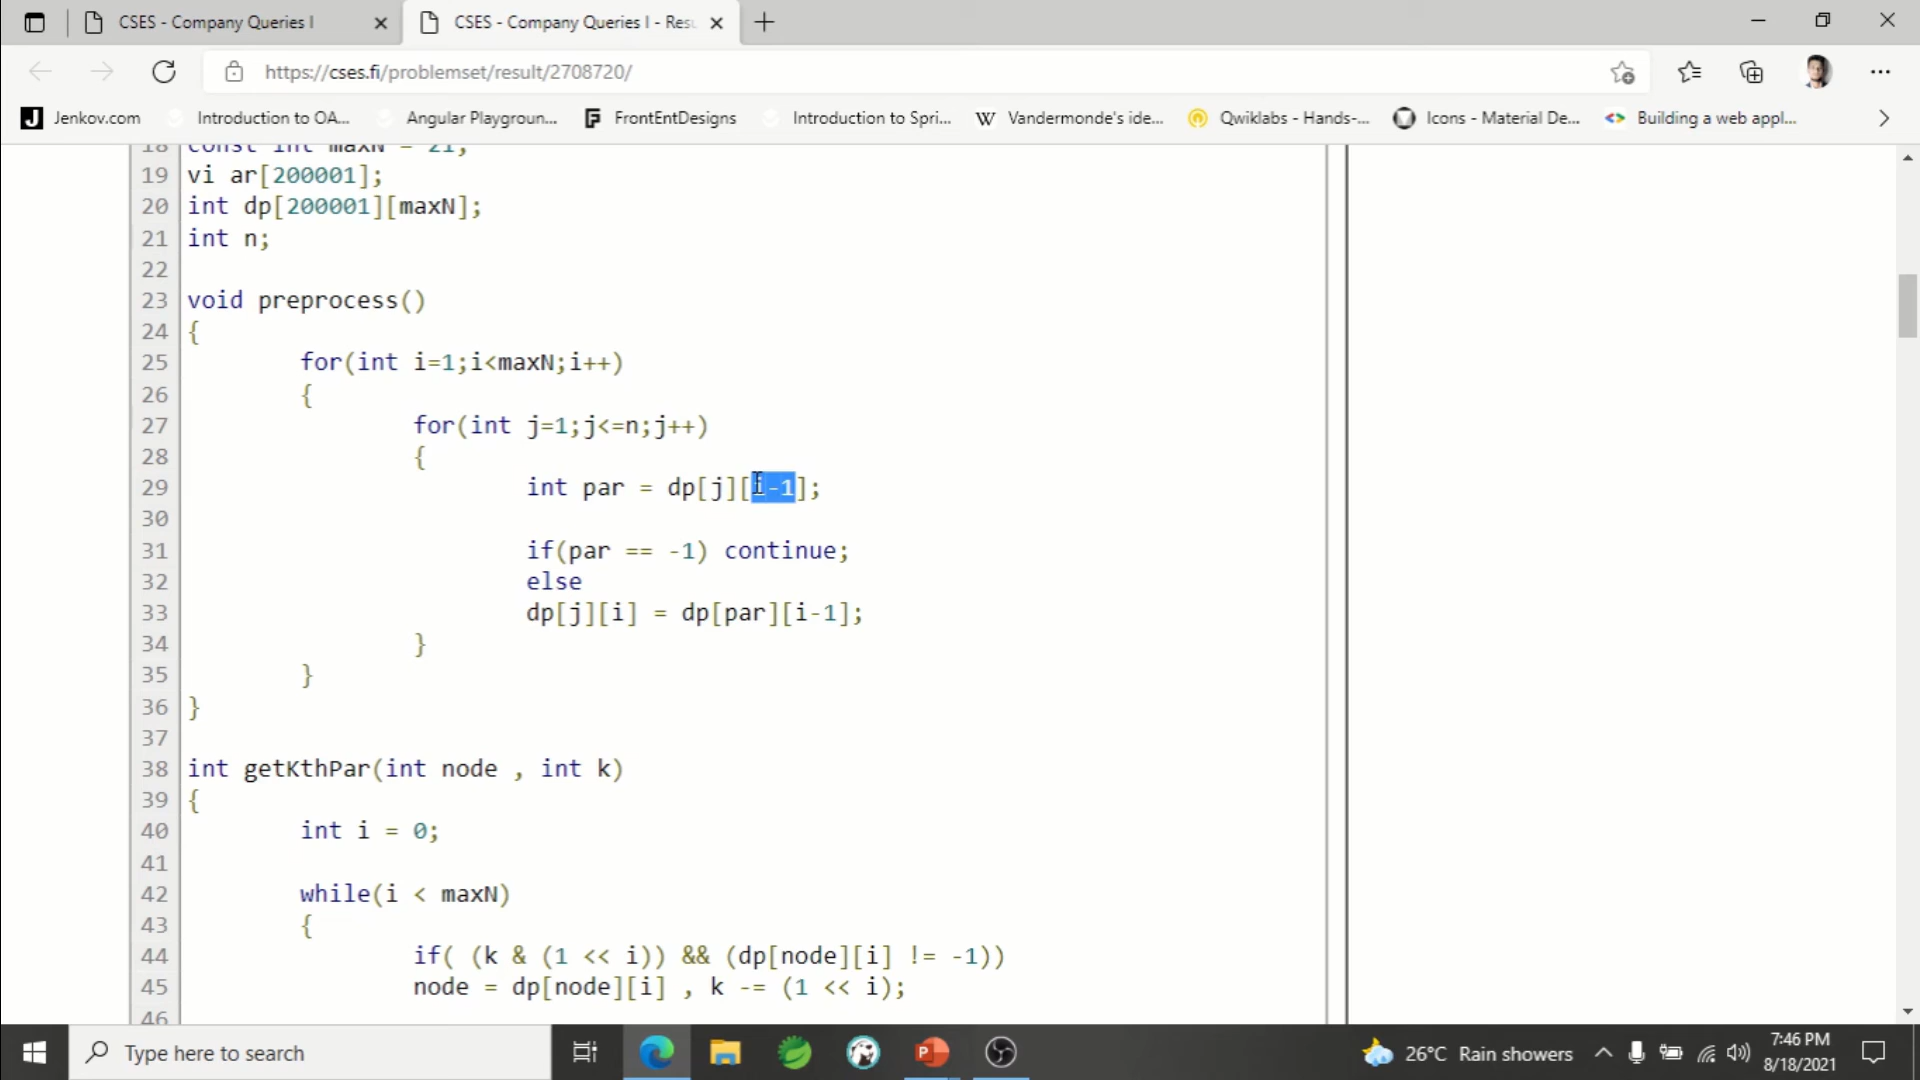 CSES - Company Queries I
CSES - Company Queries I - Res
https://cses.fi/problemset/result/2708720/
J Jenkov.com
Introduction to OA...
Angular Playgroun...
F FrontEntDesigns
Introduction to Spri...
W Vandermonde's ide...
Qwiklabs - Hands-...
Icons - Material De...
Building a web appl...
18 const int maxN = 21;
19 vi ar[200001];
20 int dp[200001][maxN];
21 int n;
22
23 void preprocess()
24 {
25 for(int i=1;i<maxN;i++)
26 {
27 for(int j=1;j<=n;j++)
28 {
29 int par = dp[j][i-1];
30
31 if(par == -1) continue;
32 else
33 dp[j][i] = dp[par][i-1];
34 }
35 }
36 }
37
38 int getKthPar(int node , int k)
39 {
40 int i = 0;
41
42 while(i < maxN)
43 {
44 if( (k & (1 << i)) && (dp[node][i] != -1))
45 node = dp[node][i] , k -= (1 << i);
46
Type here to search
26°C Rain showers
7:46 PM
8/18/2021